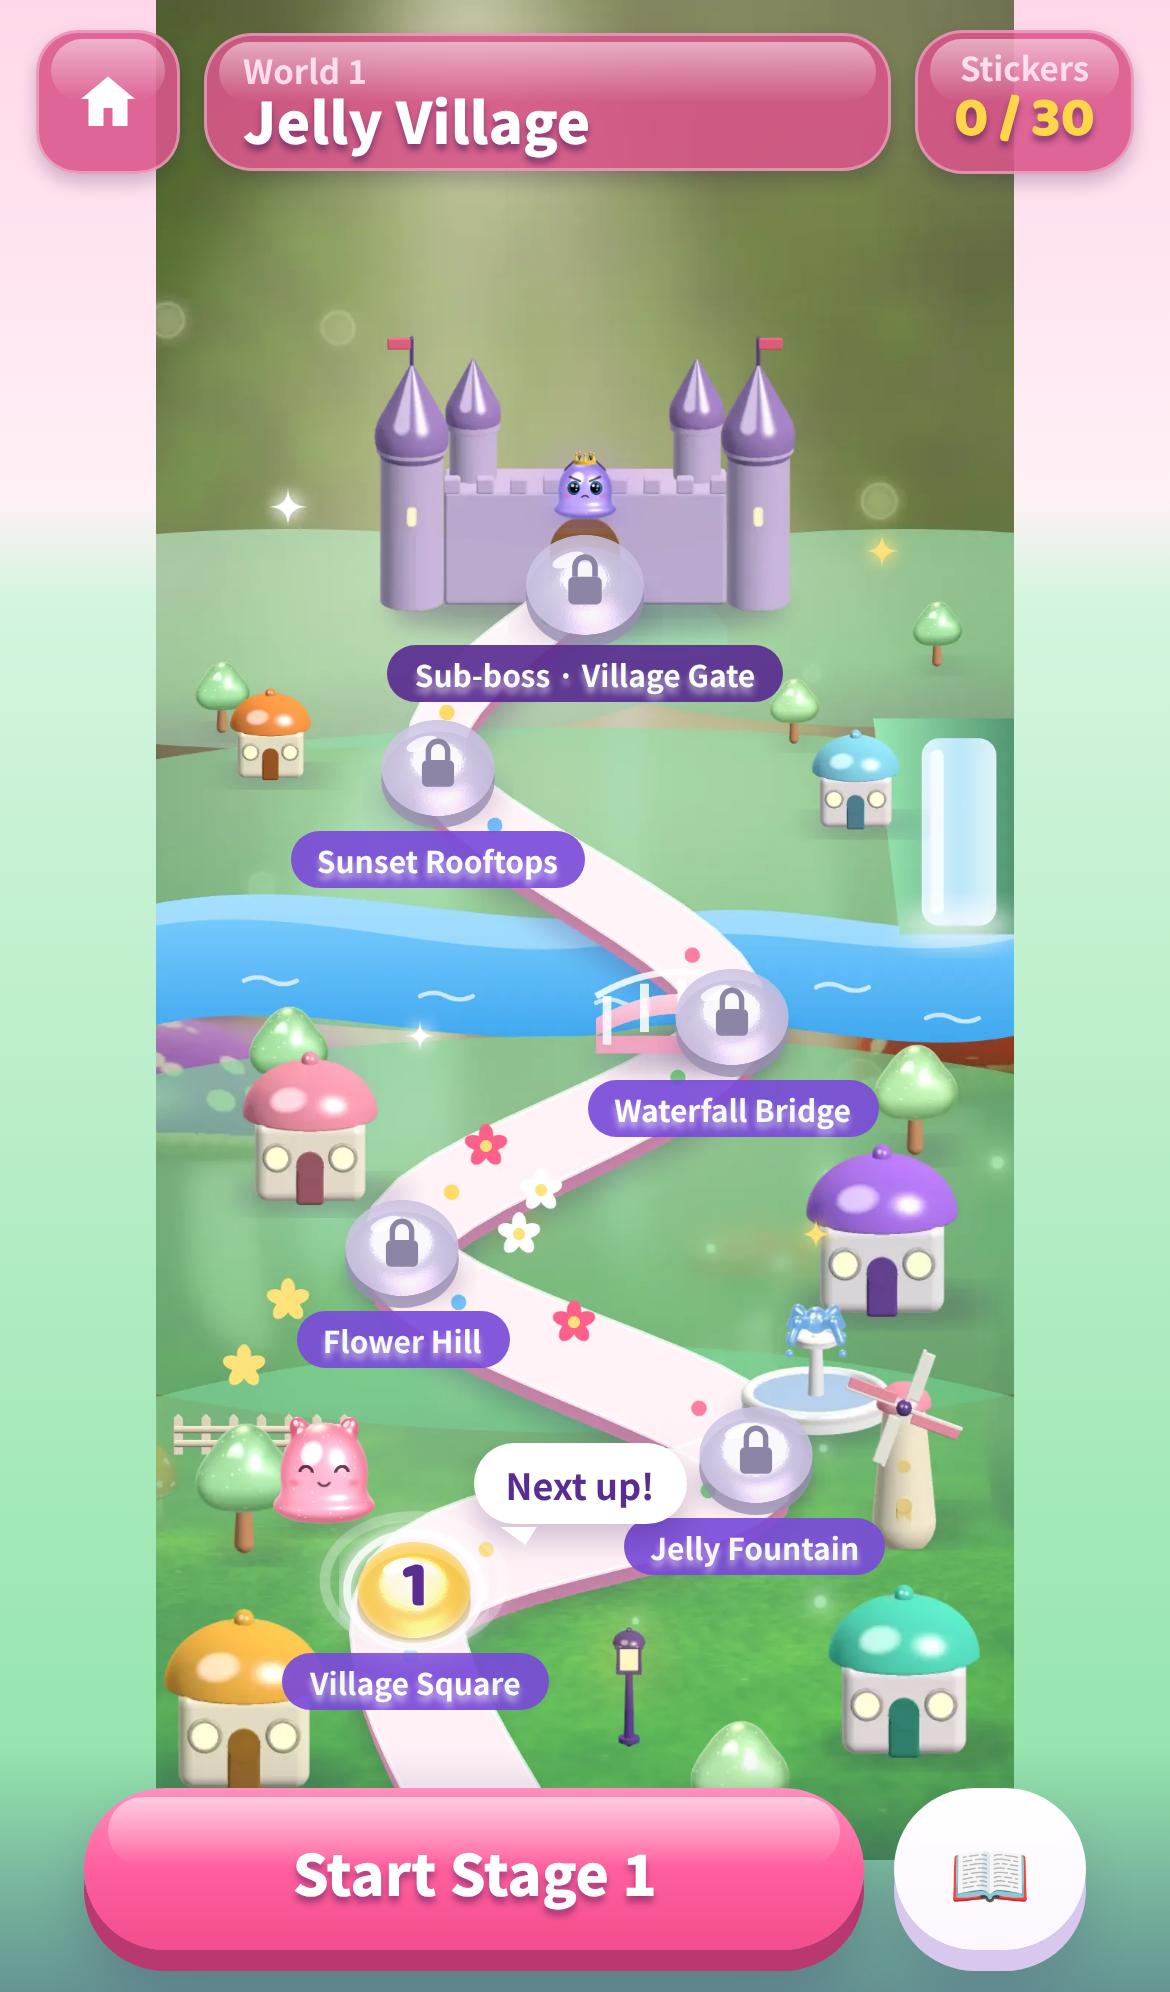 World 1
Jelly Village
Stickers
0 / 30
Sub-boss · Village Gate
Sunset Rooftops
Waterfall Bridge
Flower Hill
Next up!
Jelly Fountain
1
Village Square
Start Stage 1